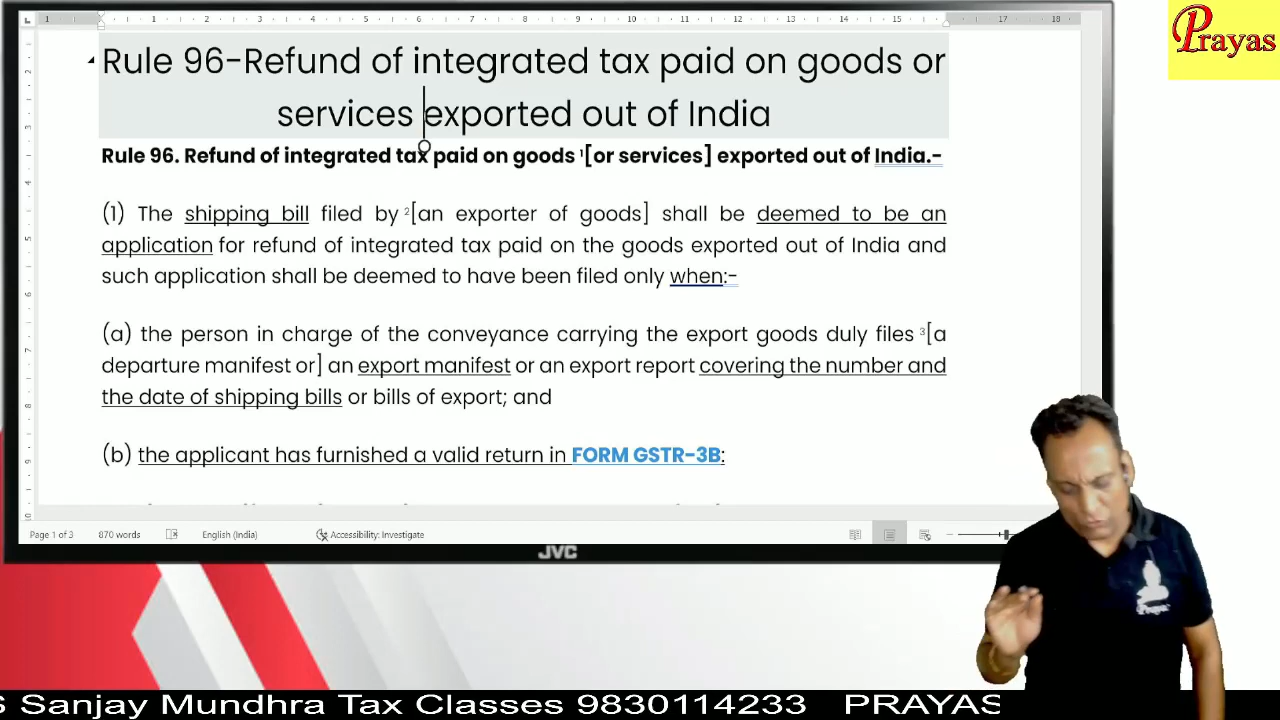 Prayas
Rule 96-Refund of integrated tax paid on goods or
services exported out of India
Rule 96. Refund of integrated tax paid on goods ¹[or services] exported out of India.-
(1) The shipping bill filed by ²[an exporter of goods] shall be deemed to be an
application for refund of integrated tax paid on the goods exported out of India and
such application shall be deemed to have been filed only when:-
(a) the person in charge of the conveyance carrying the export goods duly files ³[a
departure manifest or] an export manifest or an export report covering the number and
the date of shipping bills or bills of export; and
(b) the applicant has furnished a valid return in FORM GSTR-3B:
Page 1 of 3 870 words English (India) Accessibility: Investigate
JVC
Prayas
S Sanjay Mundhra Tax Classes 9830114233 PRAYAS